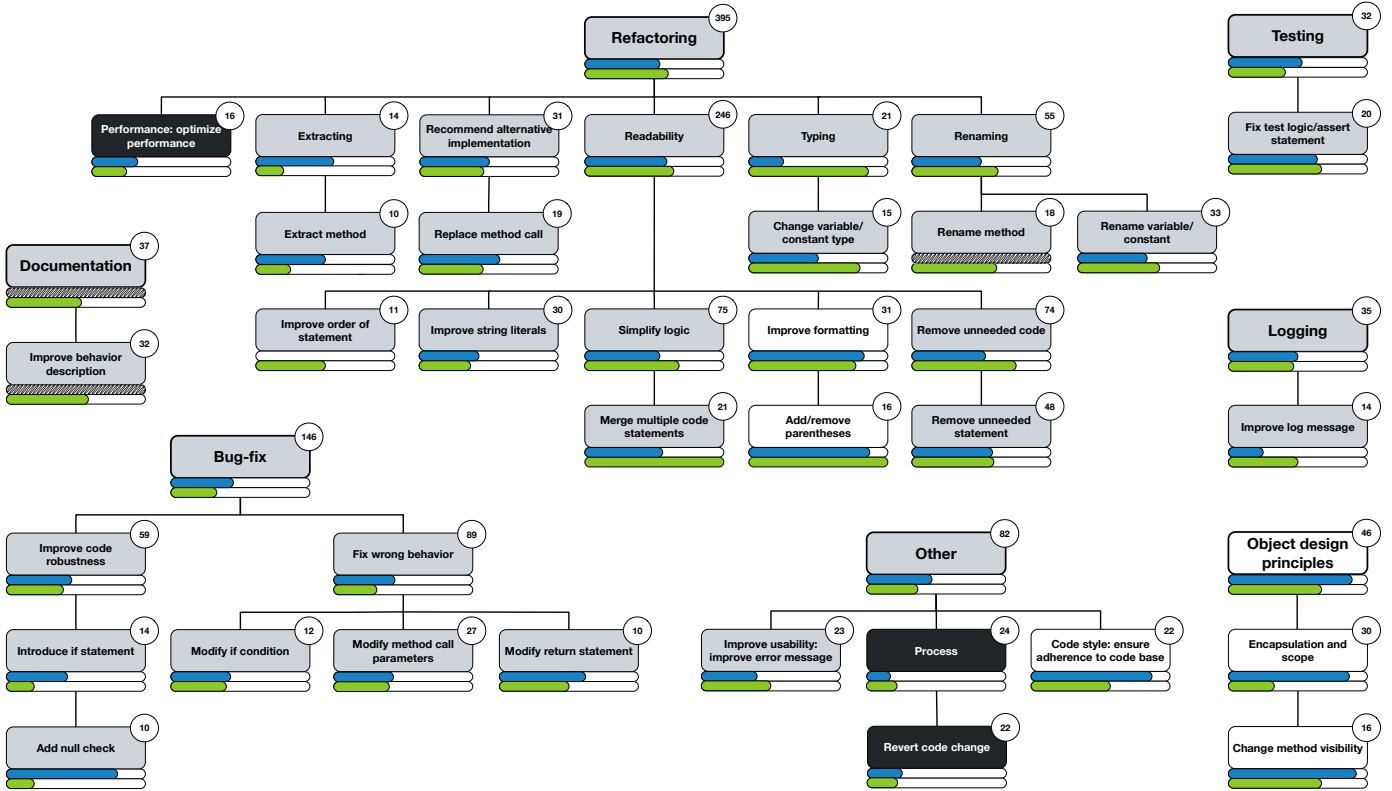 395
Refactoring
32
Testing
16
Performance: optimize
performance
14
Extracting
31
Recommend alternative
implementation
246
Readability
21
Typing
55
Renaming
20
Fix test logic/assert
statement
10
Extract method
19
Replace method call
15
Change variable/
constant type
18
Rename method
33
Rename variable/
constant
37
Documentation
32
Improve behavior
description
11
Improve order of
statement
30
Improve string literals
75
Simplify logic
31
Improve formatting
74
Remove unneeded code
35
Logging
21
Merge multiple code
statements
16
Add/remove
parentheses
48
Remove unneeded
statement
14
Improve log message
146
Bug-fix
59
Improve code
robustness
89
Fix wrong behavior
82
Other
46
Object design
principles
14
Introduce if statement
12
Modify if condition
27
Modify method call
parameters
10
Modify return statement
23
Improve usability:
improve error message
24
Process
22
Code style: ensure
adherence to code base
30
Encapsulation and
scope
10
Add null check
22
Revert code change
16
Change method visibility